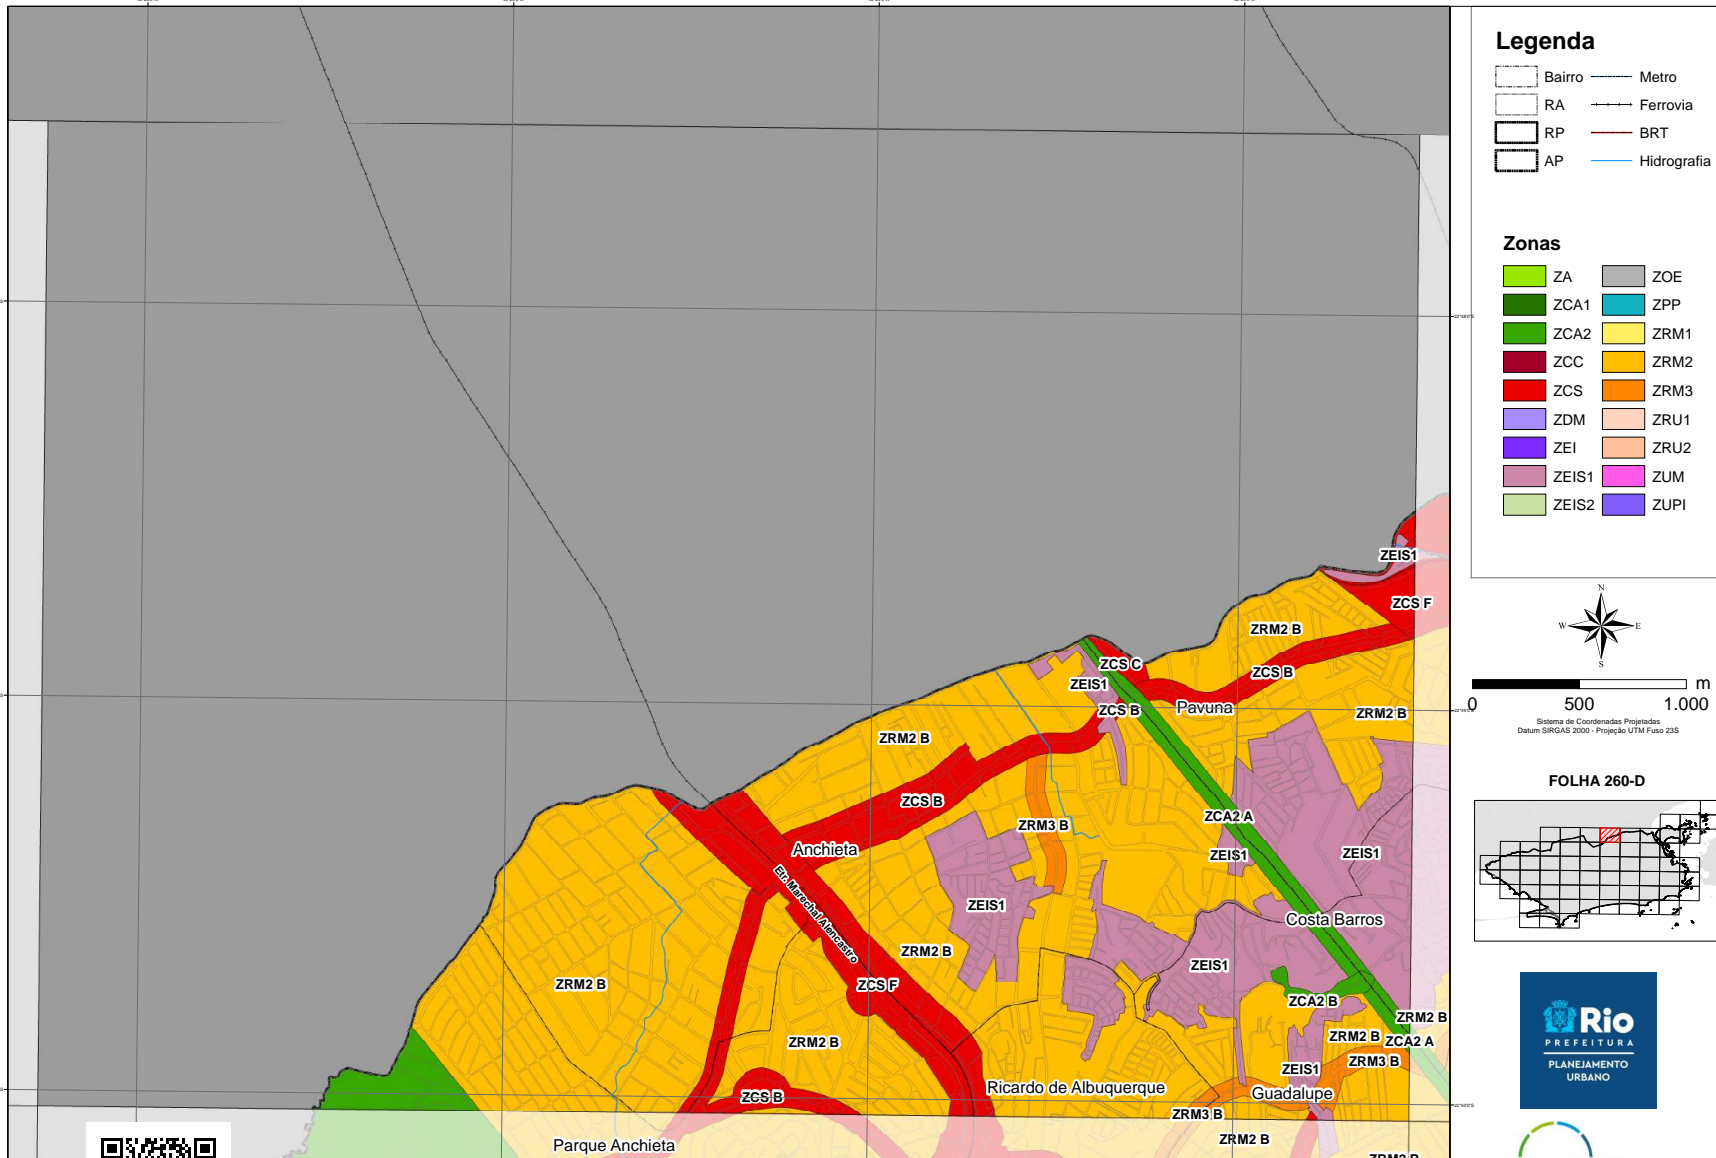 Legenda
Bairro
Metro
RA
Ferrovia
RP
BRT
AP
Hidrografia
Zonas
ZA
ZOE
ZCA1
ZPP
ZCA2
ZRM1
ZCC
ZRM2
ZCS
ZRM3
ZDM
ZRU1
ZEI
ZRU2
ZEIS1
ZUM
ZEIS2
ZUPI
N
W
E
S
m
0
500
1.000
Sistema de Coordenadas Projetadas
Datum SIRGAS 2000 - Projeção UTM Fuso 23S
FOLHA 260-D
Rio
PREFEITURA
PLANEJAMENTO
URBANO
ZEIS1
ZCS F
ZRM2 B
ZCS C
ZCS B
ZEIS1
ZCS B
Pavuna
ZRM2 B
ZRM2 B
ZCS B
ZCA2 A
ZRM3 B
Anchieta
ZEIS1
ZEIS1
Etr. Marechal Alencastro
ZEIS1
Costa Barros
ZRM2 B
ZEIS1
ZRM2 B
ZCS F
ZCA2 B
ZRM2 B
ZRM2 B
ZRM2 B
ZCA2 A
ZRM3 B
ZEIS1
Ricardo de Albuquerque
Guadalupe
ZCS B
ZRM3 B
ZRM2 B
Parque Anchieta
ZRM2 B